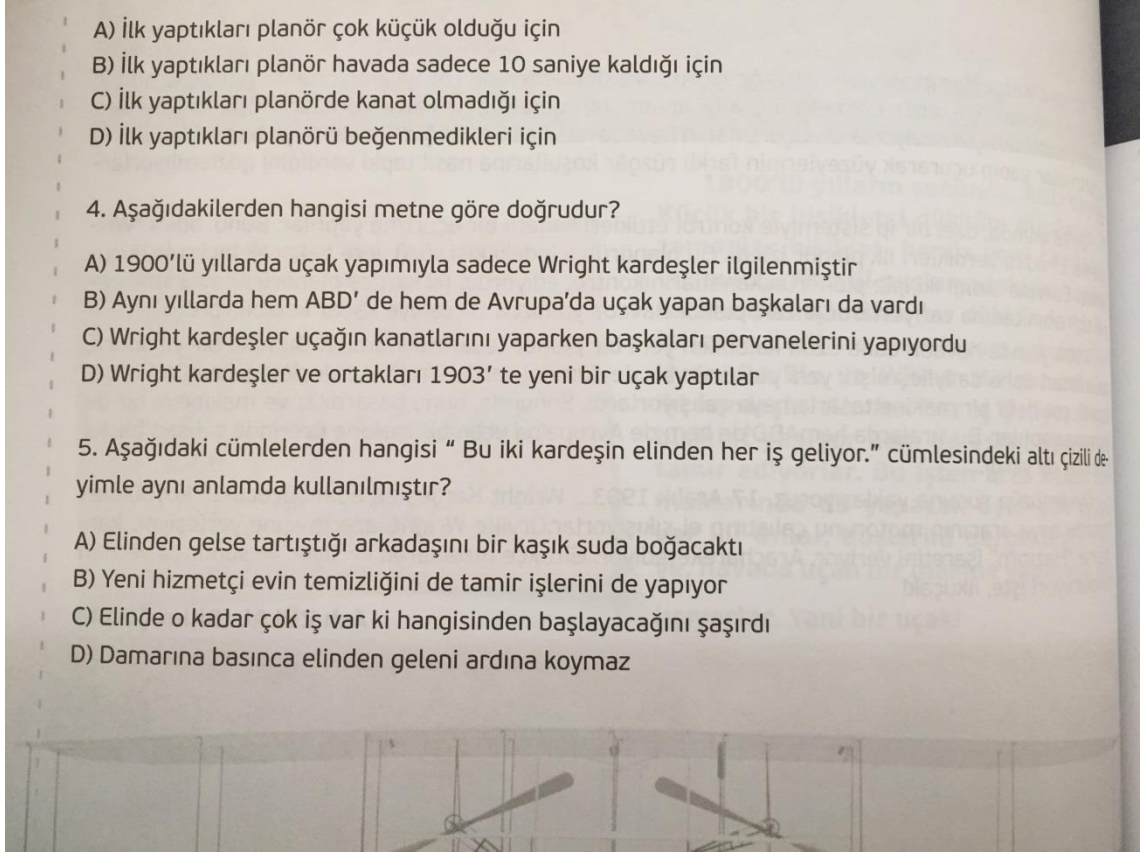 A) İlk yaptıkları planör çok küçük olduğu için
B) İlk yaptıkları planör havada sadece 10 saniye kaldığı için
C) İlk yaptıkları planörde kanat olmadığı için
D) İlk yaptıkları planörü beğenmedikleri için
4. Aşağıdakilerden hangisi metne göre doğrudur?
A) 1900'lü yıllarda uçak yapımıyla sadece Wright kardeşler ilgilenmiştir
B) Aynı yıllarda hem ABD' de hem de Avrupa'da uçak yapan başkaları da vardı
C) Wright kardeşler uçağın kanatlarını yaparken başkaları pervanelerini yapıyordu
D) Wright kardeşler ve ortakları 1903' te yeni bir uçak yaptılar
5. Aşağıdaki cümlelerden hangisi “ Bu iki kardeşin elinden her iş geliyor.” cümlesindeki altı çizili de-
yimle aynı anlamda kullanılmıştır?
A) Elinden gelse tartıştığı arkadaşını bir kaşık suda boğacaktı
B) Yeni hizmetçi evin temizliğini de tamir işlerini de yapıyor
C) Elinde o kadar çok iş var ki hangisinden başlayacağını şaşırdı
D) Damarına basınca elinden geleni ardına koymaz